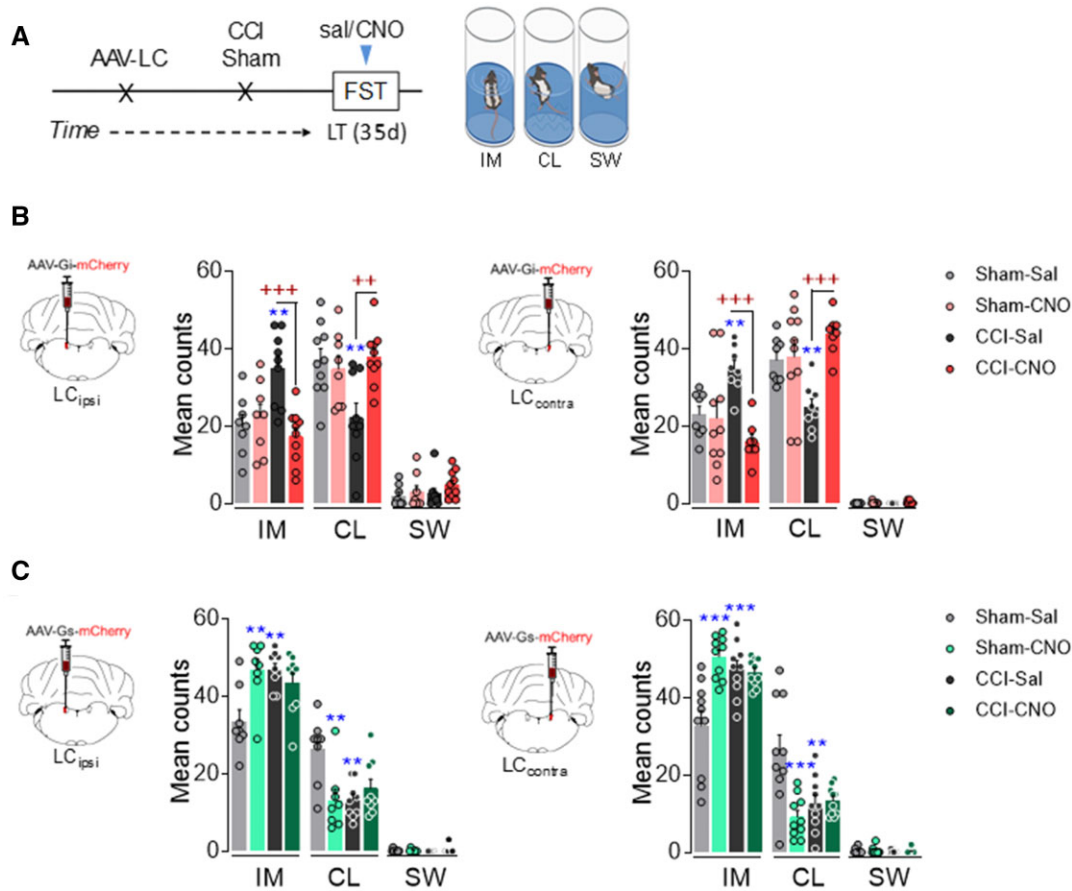 A
AAV-LC
CCI
Sham
sal/CNO
FST
Time
LT (35d)
IM CL SW
B
AAV-Gi-mCherry
LCipsi
Mean counts
60
40
20
0
+++
**
**
++
IM CL SW
AAV-Gi-mCherry
LCcontra
Mean counts
60
40
20
0
+++
**
**
+++
IM CL SW
Sham-Sal
Sham-CNO
CCI-Sal
CCI-CNO
C
AAV-Gs-mCherry
LCipsi
Mean counts
60
40
20
0
** **
**
**
IM CL SW
AAV-Gs-mCherry
LCcontra
Mean counts
60
40
20
0
*** ***
***
**
IM CL SW
Sham-Sal
Sham-CNO
CCI-Sal
CCI-CNO